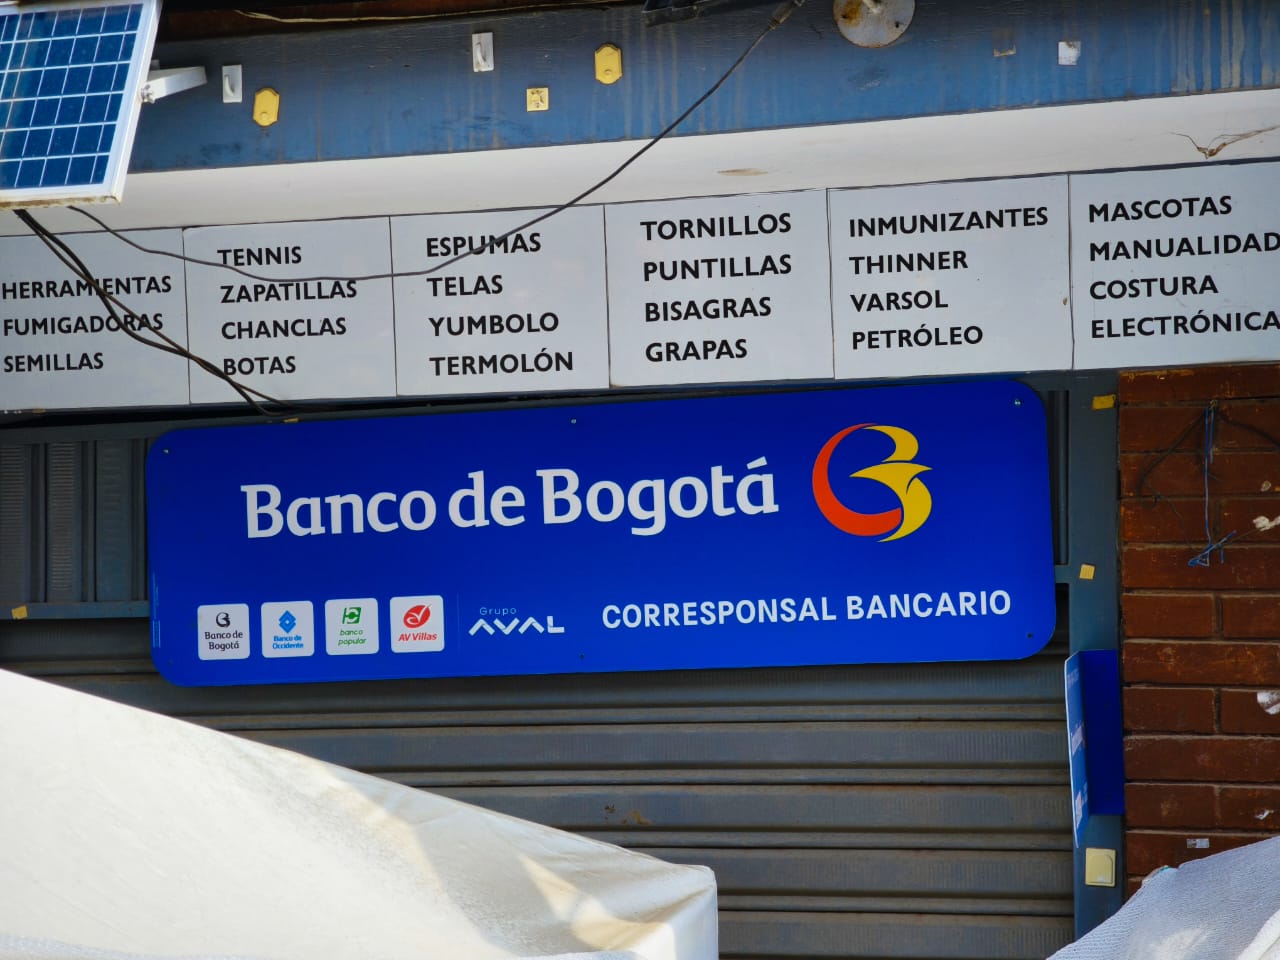 HERRAMIENTAS
FUMIGADORAS
SEMILLAS
TENNIS
ZAPATILLAS
CHANCLAS
BOTAS
ESPUMAS
TELAS
YUMBOLO
TERMOLÓN
TORNILLOS
PUNTILLAS
BISAGRAS
GRAPAS
INMUNIZANTES
THINNER
VARSOL
PETRÓLEO
MASCOTAS
MANUALIDAD
COSTURA
ELECTRÓNICA
Banco de Bogotá
Banco de
Bogotá
Banco de
Occidente
banco
popular
AV Villas
Grupo
AVAL
CORRESPONSAL BANCARIO